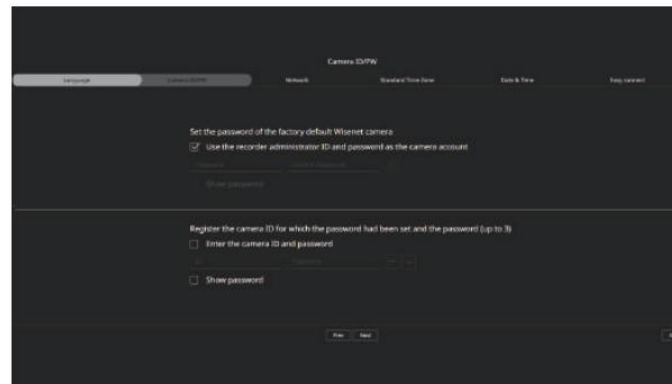 Camera ID/PW
Language Camera ID/PW Network Standard Time Zone Date & Time Easy connect
Set the password of the factory default Wisenet camera
Use the recorder administrator ID and password as the camera account
Show password
Register the camera ID for which the password had been set and the password (up to 3)
Enter the camera ID and password
Show password
Prev Next